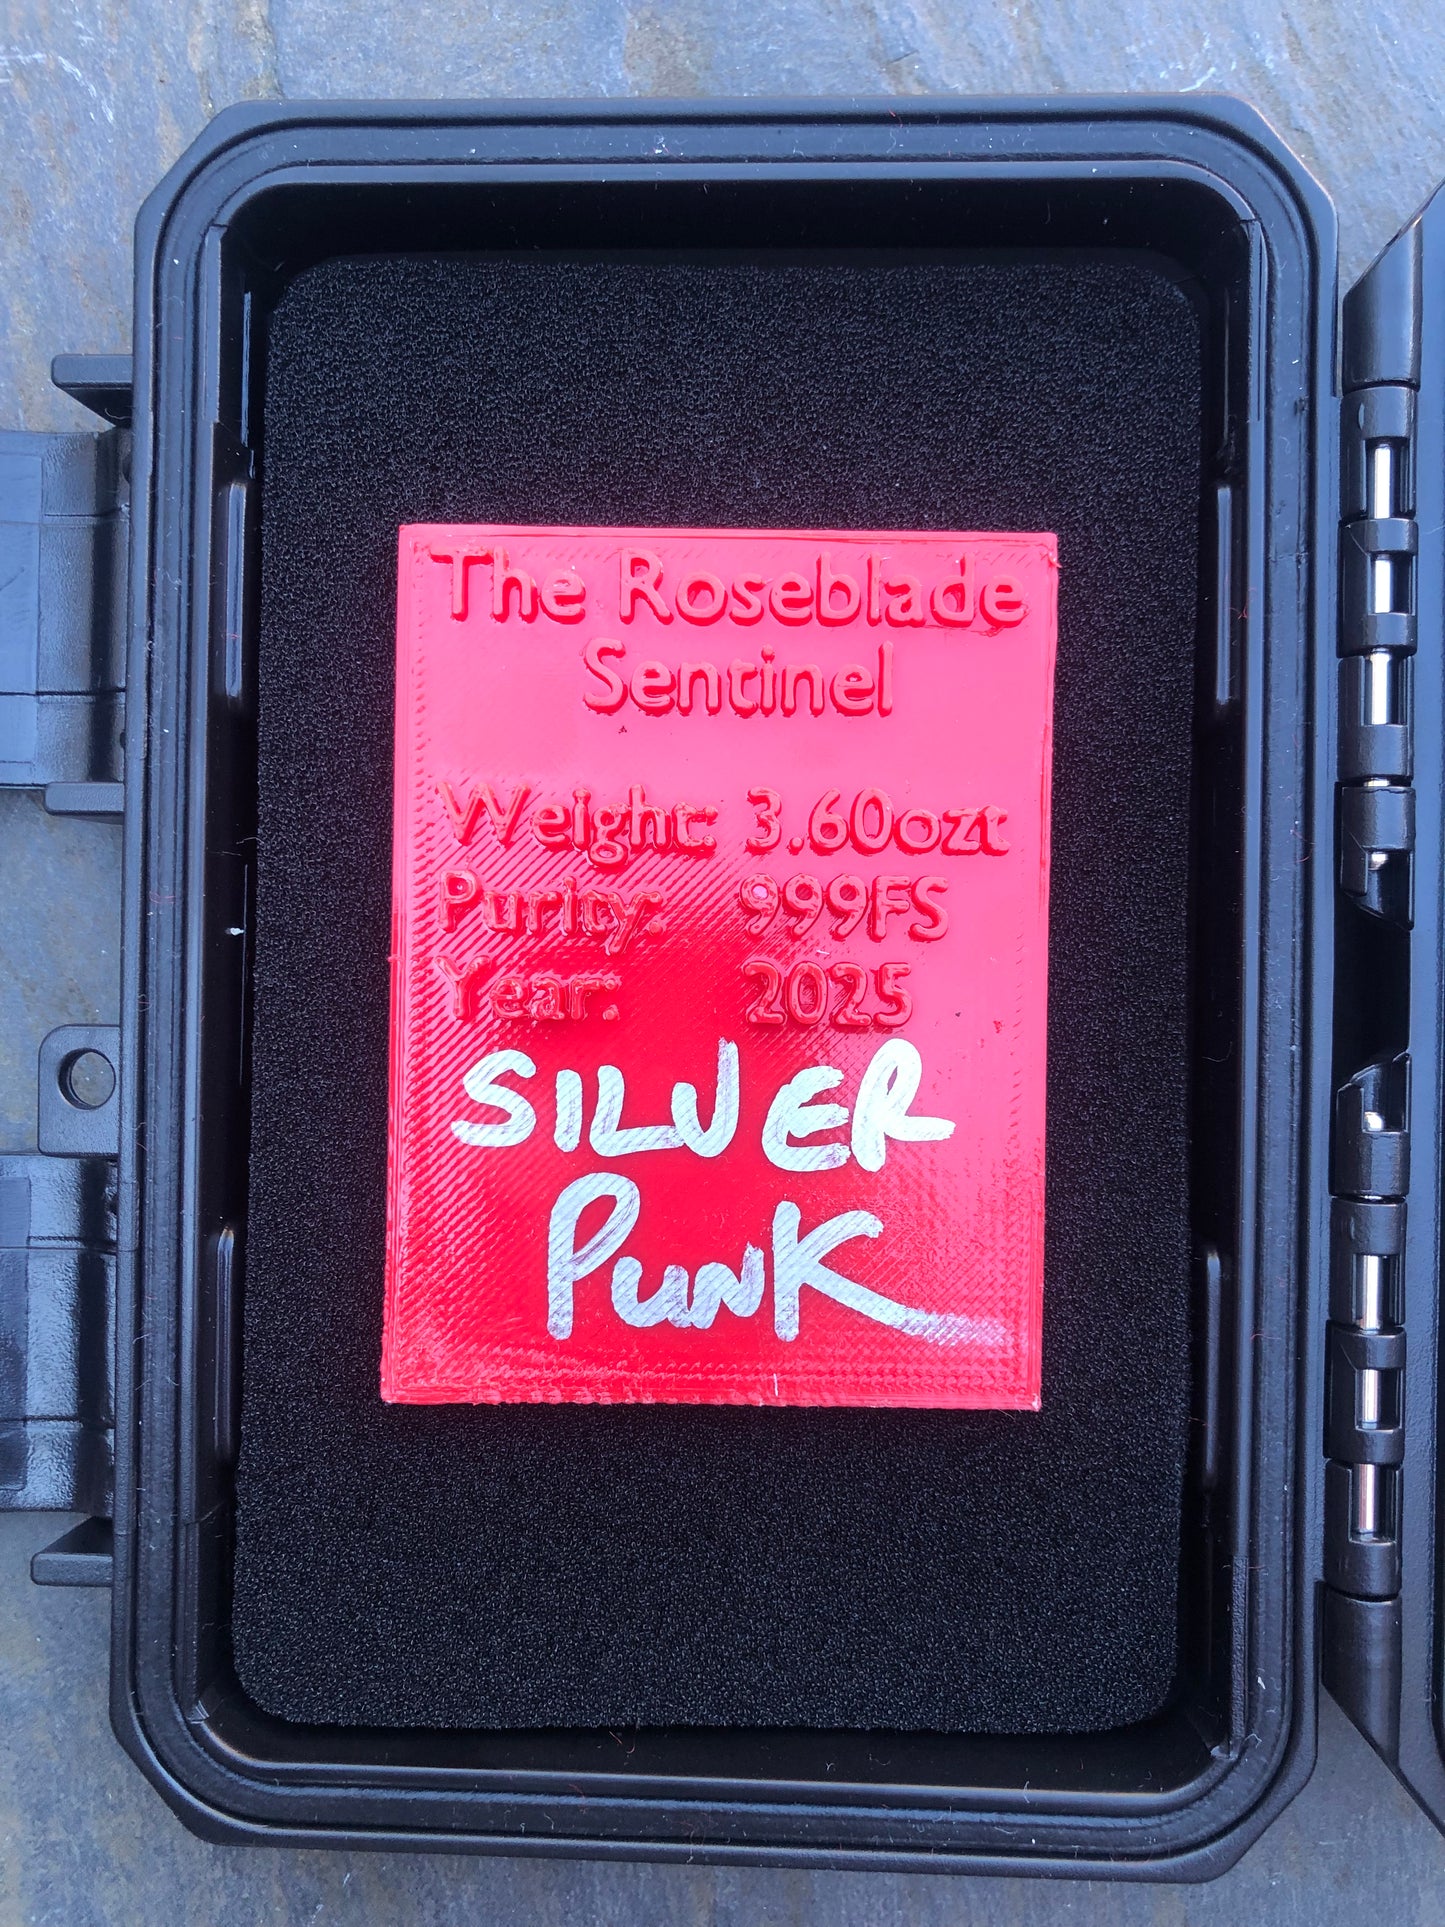 The Roseblade
Sentinel
Weight: 3.60ozt
Purity: 999FS
Year: 2025
SILVER
PUNK